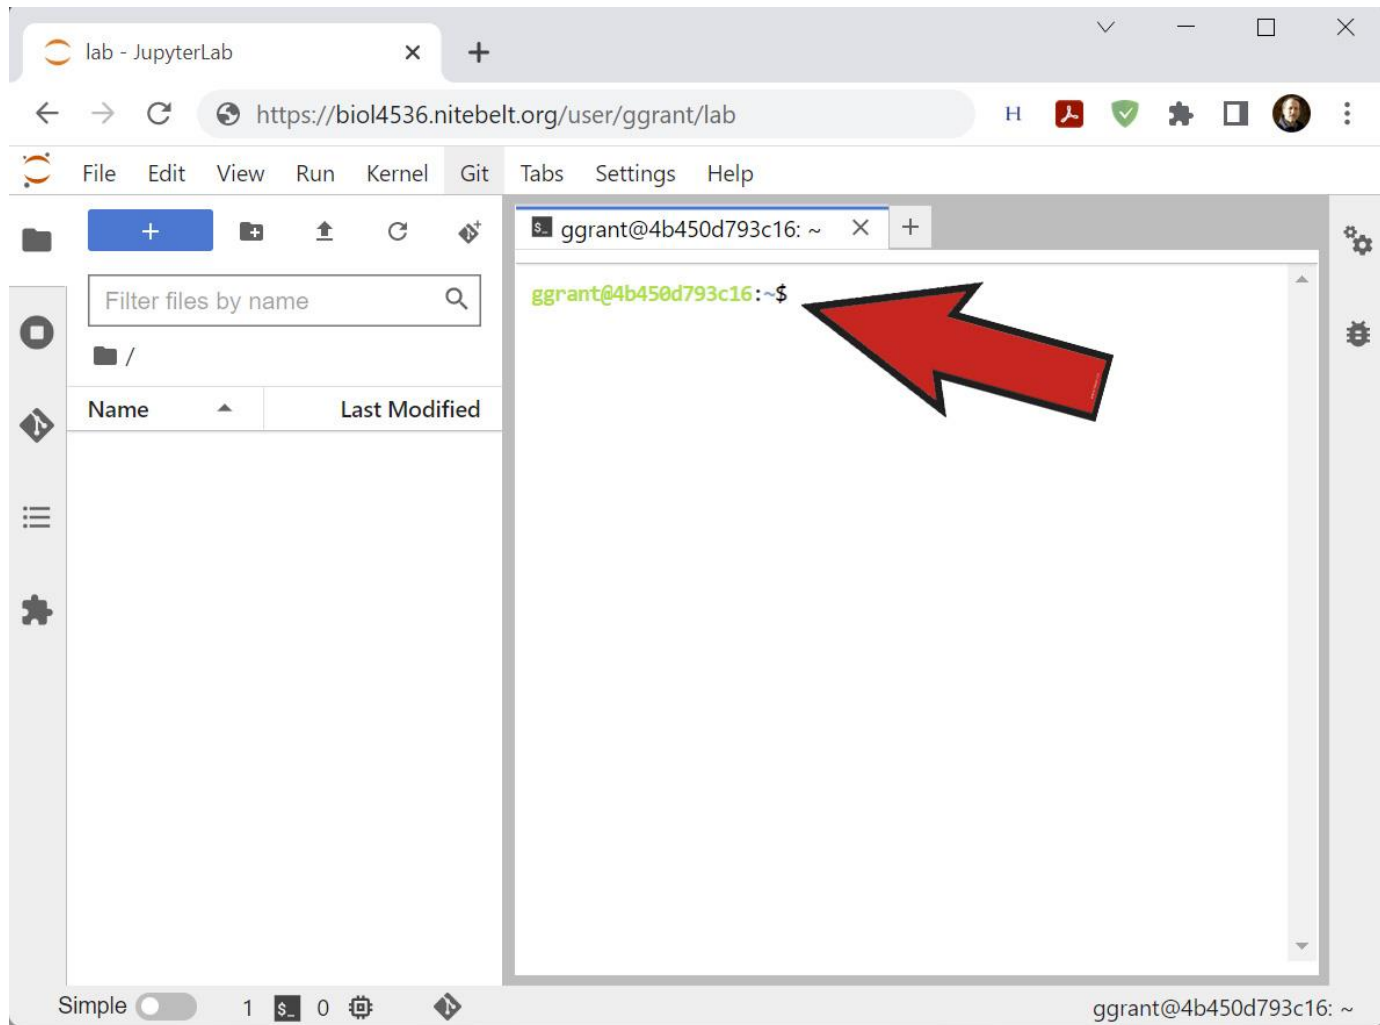 lab - JupyterLab
https://biol4536.nitebelt.org/user/ggrant/lab
H
File Edit View Run Kernel Git Tabs Settings Help
ggrant@4b450d793c16: ~
Filter files by name
/
Name Last Modified
ggrant@4b450d793c16:~$
Simple 1 $_ 0
ggrant@4b450d793c16: ~